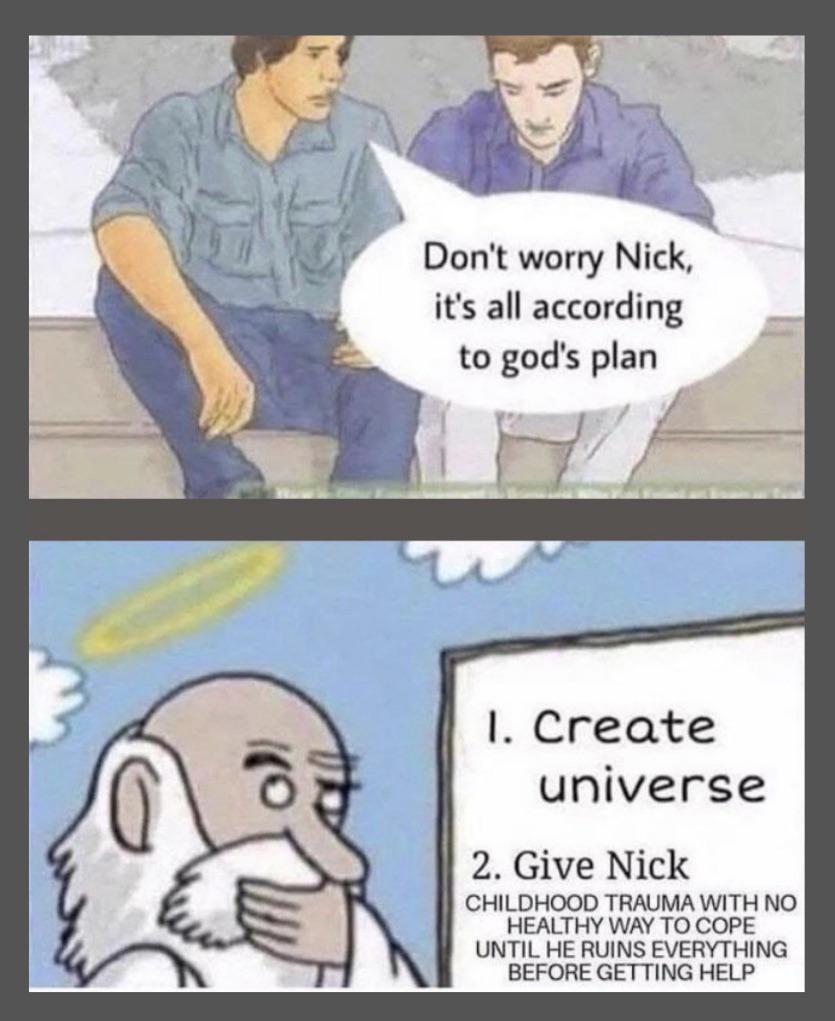 Don't worry Nick,
it's all according
to god's plan
1. Create
universe
2. Give Nick
CHILDHOOD TRAUMA WITH NO
HEALTHY WAY TO COPE
UNTIL HE RUINS EVERYTHING
BEFORE GETTING HELP